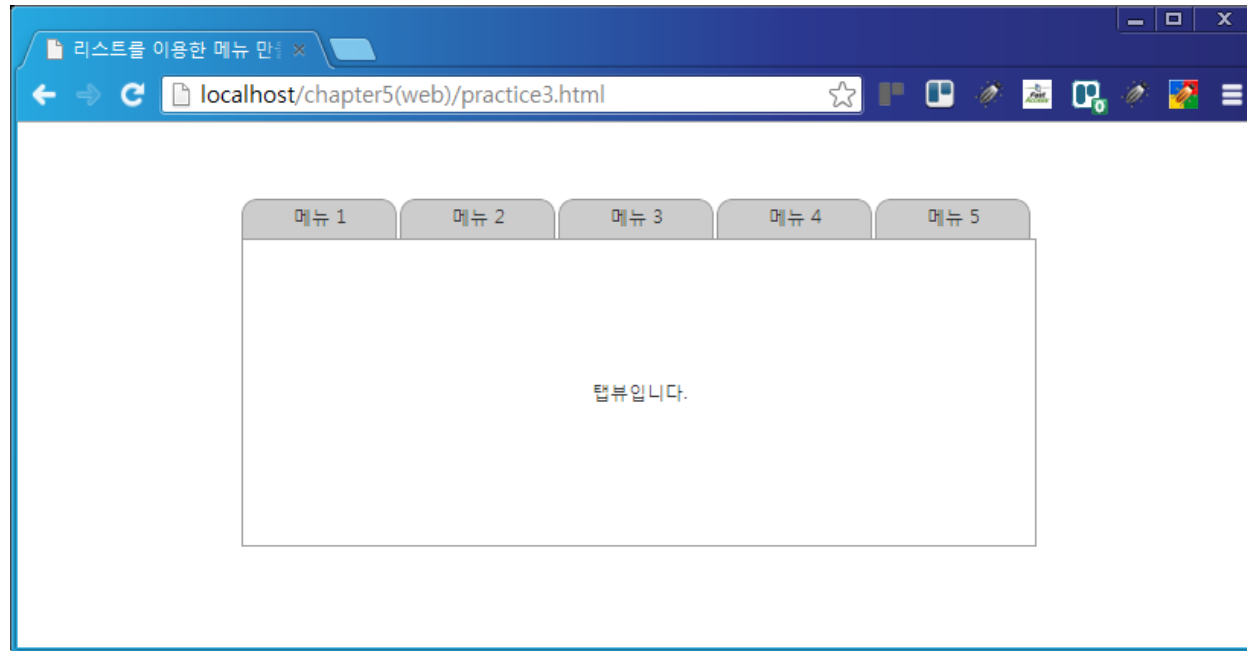 리스트를 이용한 메뉴 만
localhost/chapter5(web)/practice3.html
메뉴 1
메뉴 2
메뉴 3
메뉴 4
메뉴 5
탭뷰입니다.